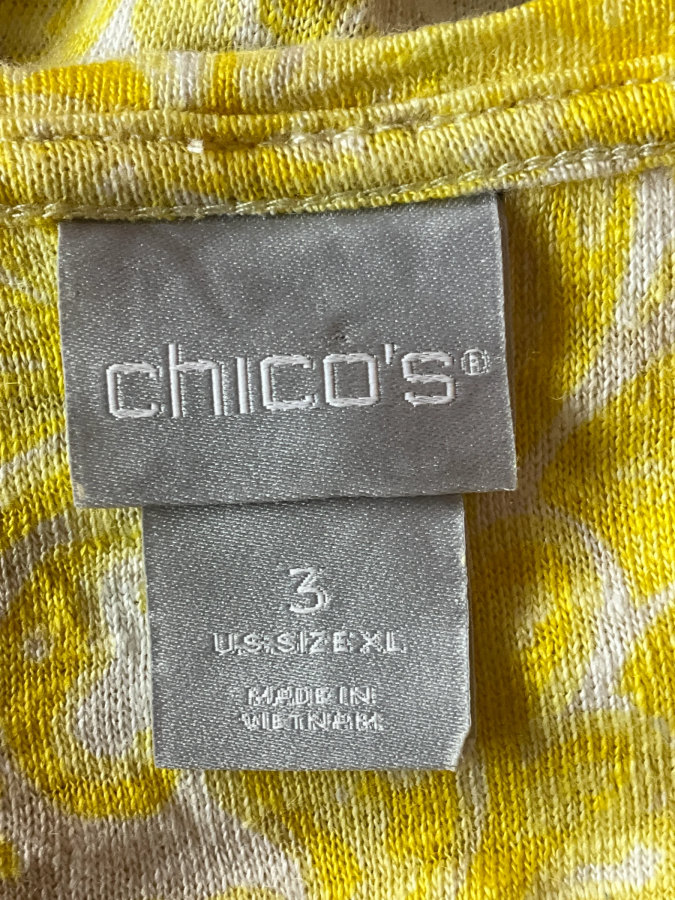 chico's®
3
U.S. SIZE XL
MADE IN
VIETNAM